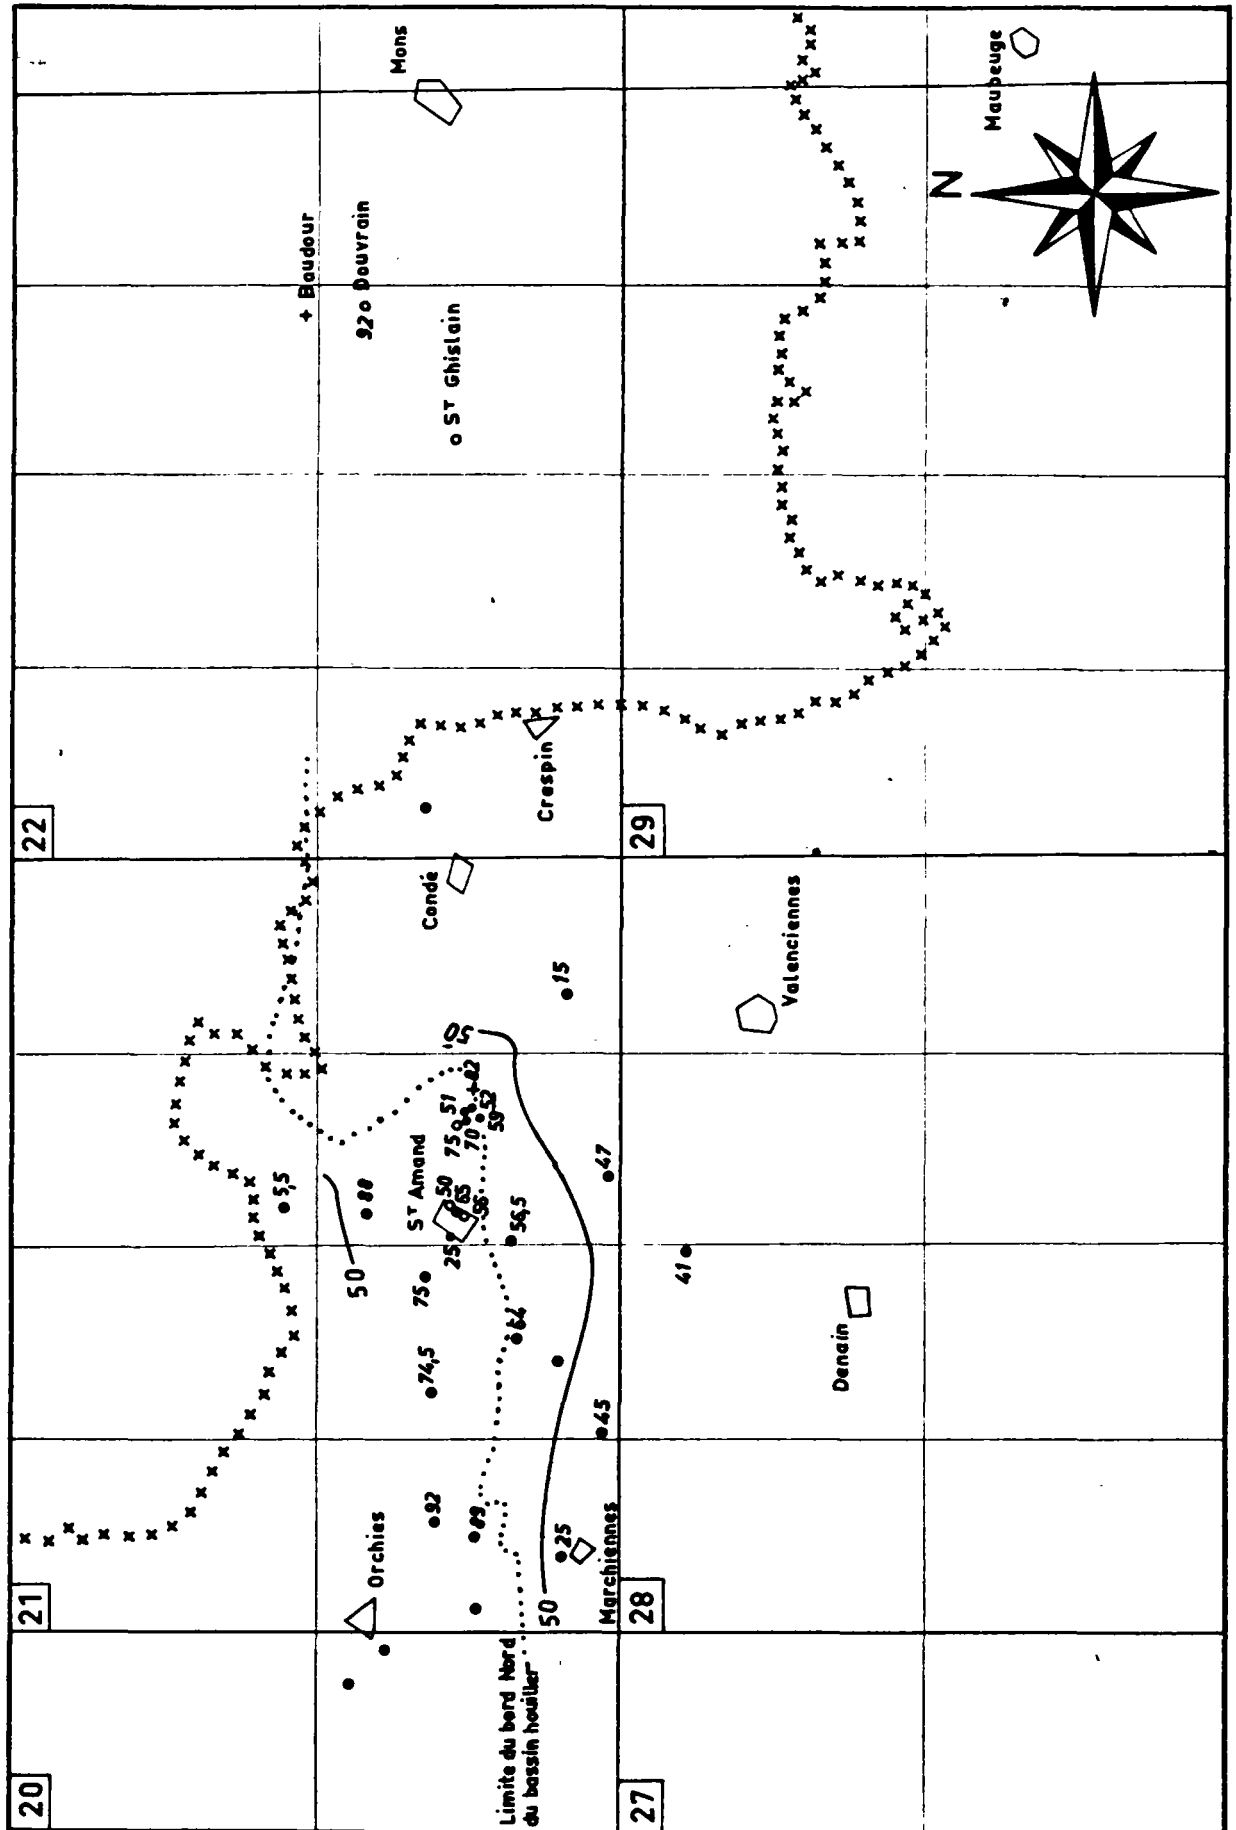 20
21
22
Orchies
+ Baudour
92 o Douvrain
o Sᵀ Ghislain
Mons
5,5
50
88
Sᵀ Amand
75
74,5
92
89
25
50
65
56
75
51
70
82
52
59
50
56,5
64
Condé
Crespin
15
47
45
25
50
Marchiennes
Limite du bord Nord
du bassin houiller
27
28
29
41
Denain
Valenciennes
Maubeuge
N